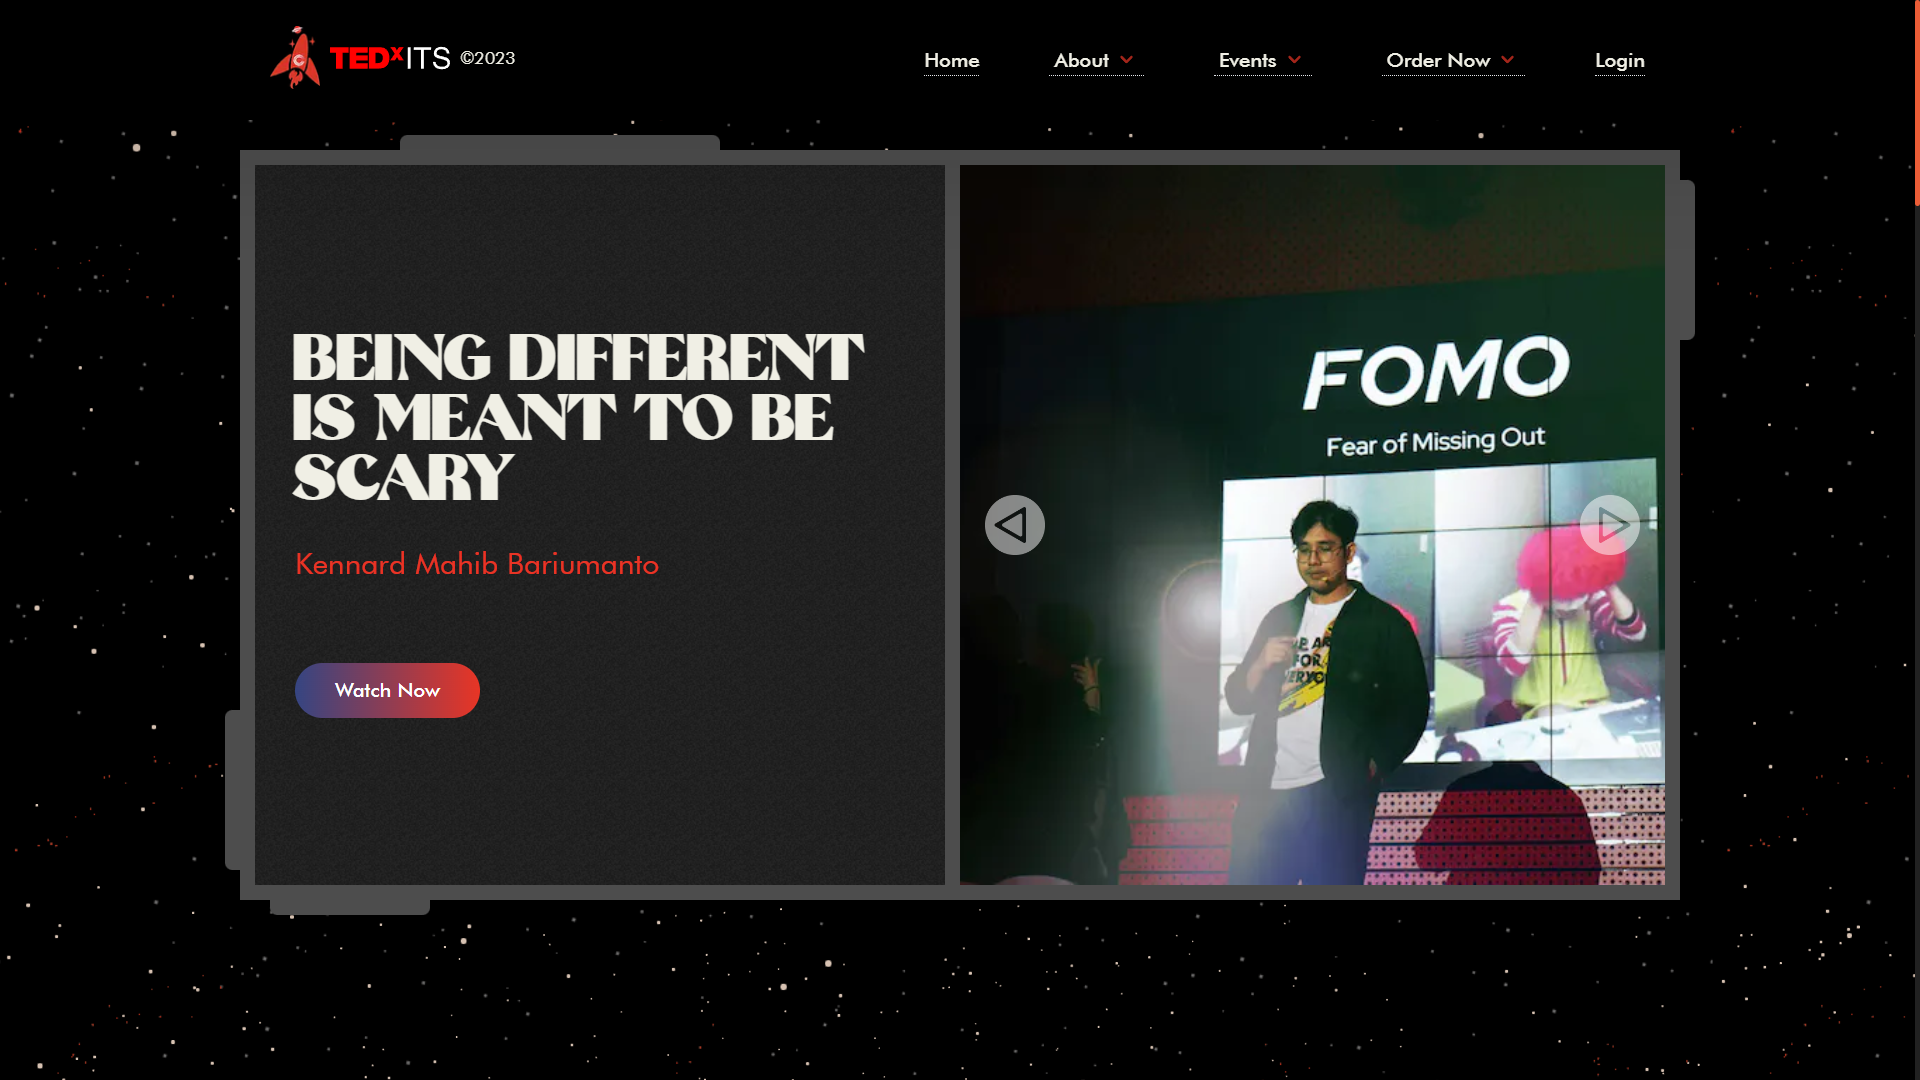 TEDxITS ©2023
Home
About
Events
Order Now
Login
BEING DIFFERENT
IS MEANT TO BE
SCARY
Kennard Mahib Bariumanto
Watch Now
FOMO
Fear of Missing Out
FOR